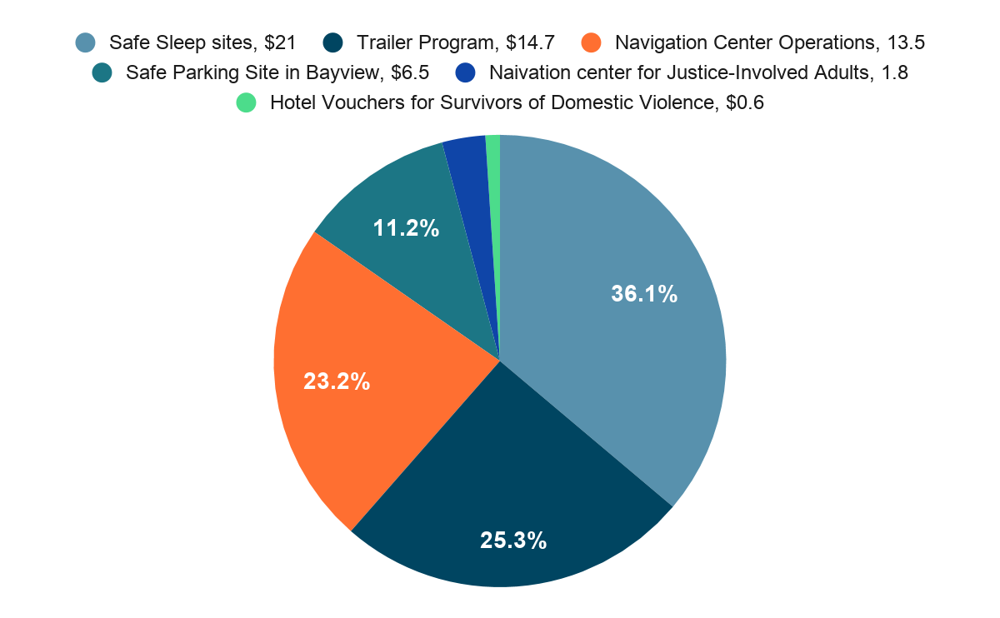 Safe Sleep sites, $21 Trailer Program, $14.7 Navigation Center Operations, 13.5
Safe Parking Site in Bayview, $6.5 Naivation center for Justice-Involved Adults, 1.8
Hotel Vouchers for Survivors of Domestic Violence, $0.6
11.2%
36.1%
23.2%
25.3%